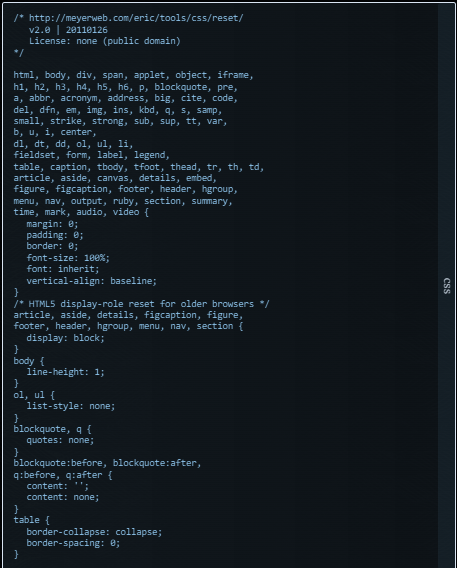 /* http://meyerweb.com/eric/tools/css/reset/
   v2.0 | 20110126
   License: none (public domain)
*/

html, body, div, span, applet, object, iframe,
h1, h2, h3, h4, h5, h6, p, blockquote, pre,
a, abbr, acronym, address, big, cite, code,
del, dfn, em, img, ins, kbd, q, s, samp,
small, strike, strong, sub, sup, tt, var,
b, u, i, center,
dl, dt, dd, ol, ul, li,
fieldset, form, label, legend,
table, caption, tbody, tfoot, thead, tr, th, td,
article, aside, canvas, details, embed,
figure, figcaption, footer, header, hgroup,
menu, nav, output, ruby, section, summary,
time, mark, audio, video {
  margin: 0;
  padding: 0;
  border: 0;
  font-size: 100%;
  font: inherit;
  vertical-align: baseline;
}
/* HTML5 display-role reset for older browsers */
article, aside, details, figcaption, figure,
footer, header, hgroup, menu, nav, section {
  display: block;
}
body {
  line-height: 1;
}
ol, ul {
  list-style: none;
}
blockquote, q {
  quotes: none;
}
blockquote:before, blockquote:after,
q:before, q:after {
  content: '';
  content: none;
}
table {
  border-collapse: collapse;
  border-spacing: 0;
}
CSS